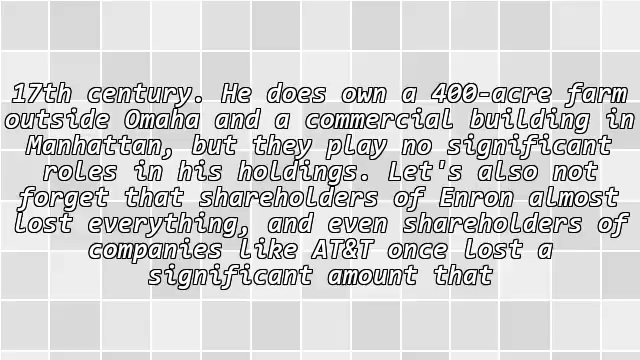 17th century. He does own a 400-acre farm
outside Omaha and a commercial building in
Manhattan, but they play no significant
roles in his holdings. Let's also not
forget that shareholders of Enron almost
lost everything, and even shareholders of
companies like AT&T once lost a
significant amount that